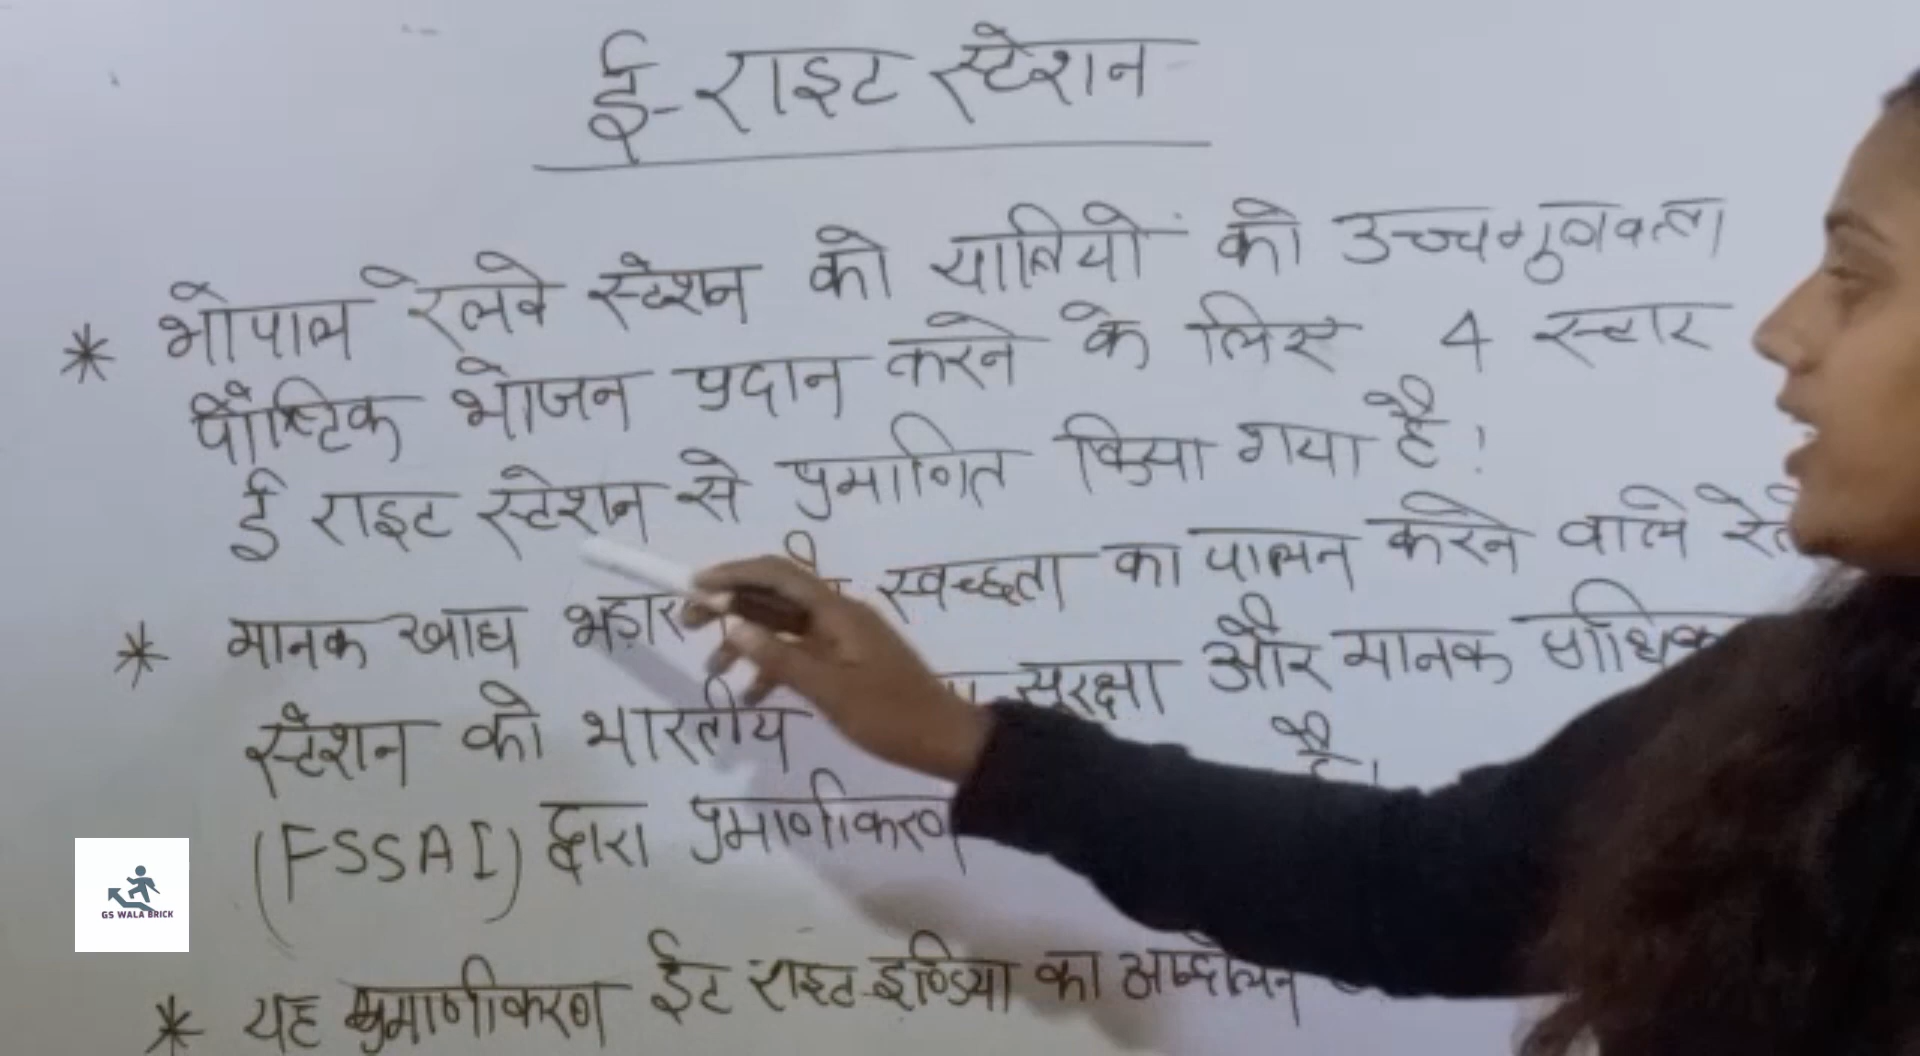 ई-राइट स्टेशन
* भोपाल रेलवे स्टेशन को यात्रियों को उच्चगुणवत्ता
पौष्टिक भोजन प्रदान करने के लिए 4 स्टार
ई राइट स्टेशन से प्रमाणित किया गया है!
* मानक खाद्य स्वच्छता का पालन करने वाले
स्टेशन को भारतीय सुरक्षा और मानक
(FSSAI) द्वारा प्रमाणीकरण है।
* यह प्रमाणीकरण ईट राइट इण्डिया का आन्दोलन
GS WALA BRICK